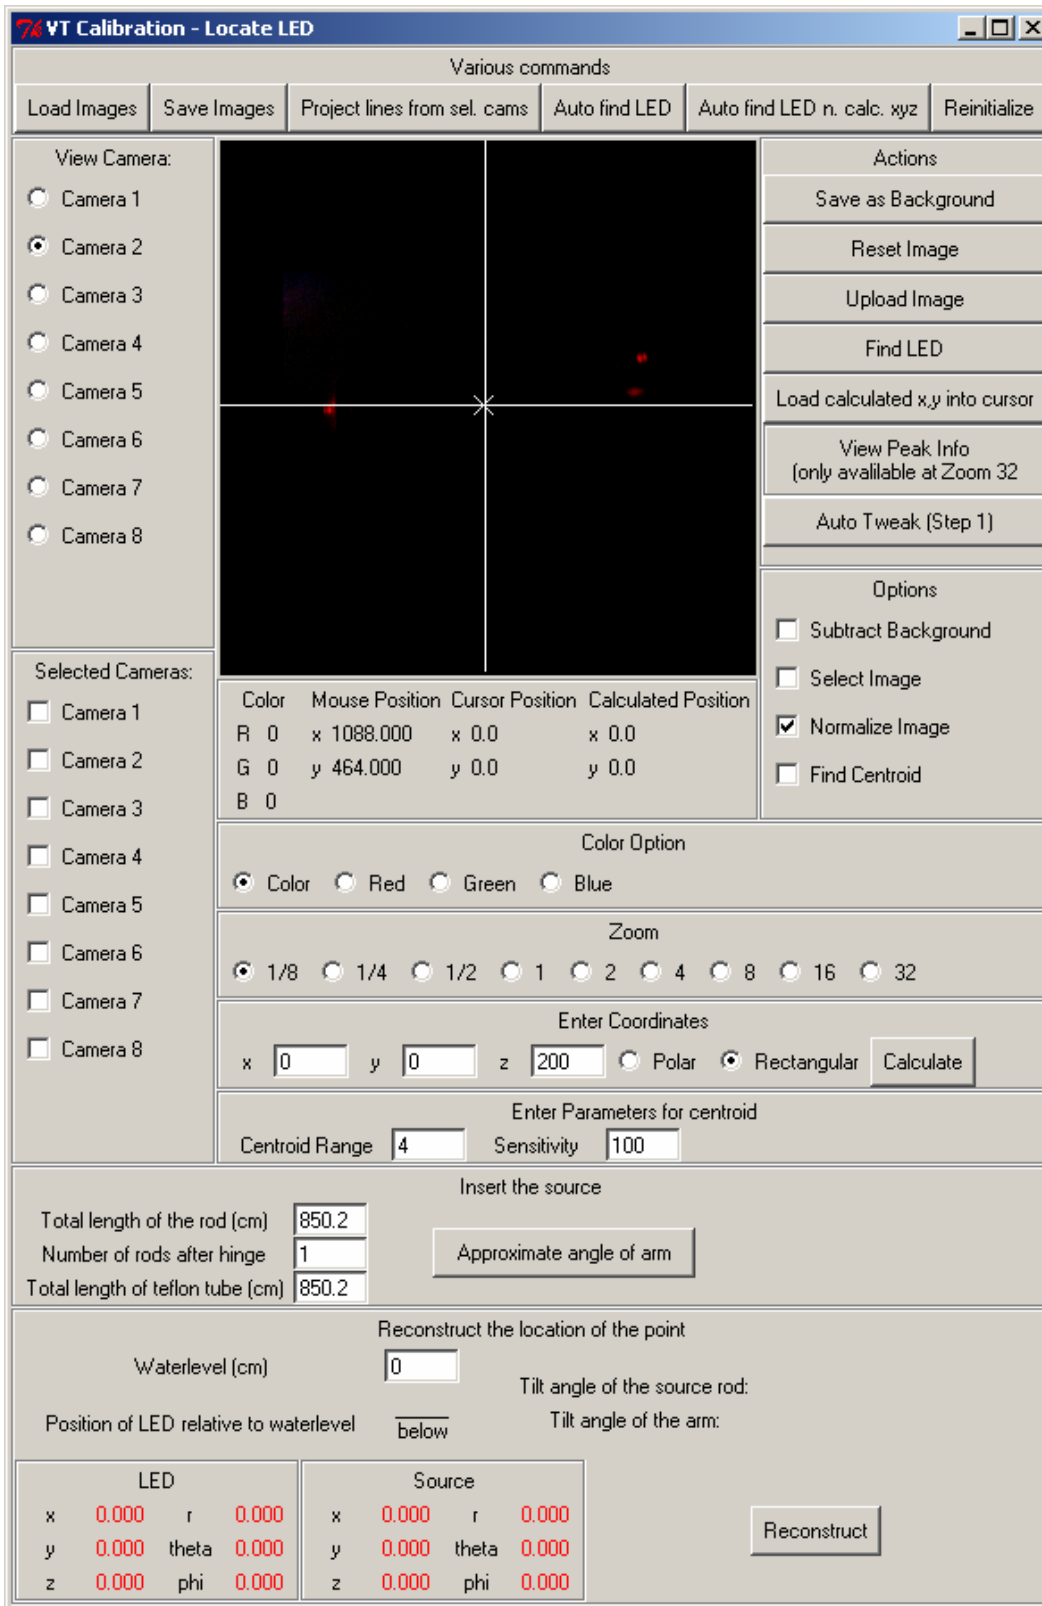 VT Calibration - Locate LED
Various commands
Load Images Save Images Project lines from sel. cams Auto find LED Auto find LED n. calc. xyz Reinitialize
View Camera:
Camera 1
Camera 2
Camera 3
Camera 4
Camera 5
Camera 6
Camera 7
Camera 8
Actions
Save as Background
Reset Image
Upload Image
Find LED
Load calculated x,y into cursor
View Peak Info
(only avalilable at Zoom 32
Auto Tweak (Step 1)
Options
Subtract Background
Select Image
Normalize Image
Find Centroid
Selected Cameras:
Camera 1
Camera 2
Camera 3
Camera 4
Camera 5
Camera 6
Camera 7
Camera 8
Color Mouse Position Cursor Position Calculated Position
R 0 x 1088.000 x 0.0 x 0.0
G 0 y 464.000 y 0.0 y 0.0
B 0
Color Option
Color Red Green Blue
Zoom
1/8 1/4 1/2 1 2 4 8 16 32
Enter Coordinates
x 0 y 0 z 200 Polar Rectangular Calculate
Enter Parameters for centroid
Centroid Range 4 Sensitivity 100
Insert the source
Total length of the rod (cm) 850.2
Number of rods after hinge 1
Total length of teflon tube (cm) 850.2
Approximate angle of arm
Reconstruct the location of the point
Waterlevel (cm) 0
Tilt angle of the source rod:
Position of LED relative to waterlevel below
Tilt angle of the arm:
LED
x 0.000 r 0.000
y 0.000 theta 0.000
z 0.000 phi 0.000
Source
x 0.000 r 0.000
y 0.000 theta 0.000
z 0.000 phi 0.000
Reconstruct